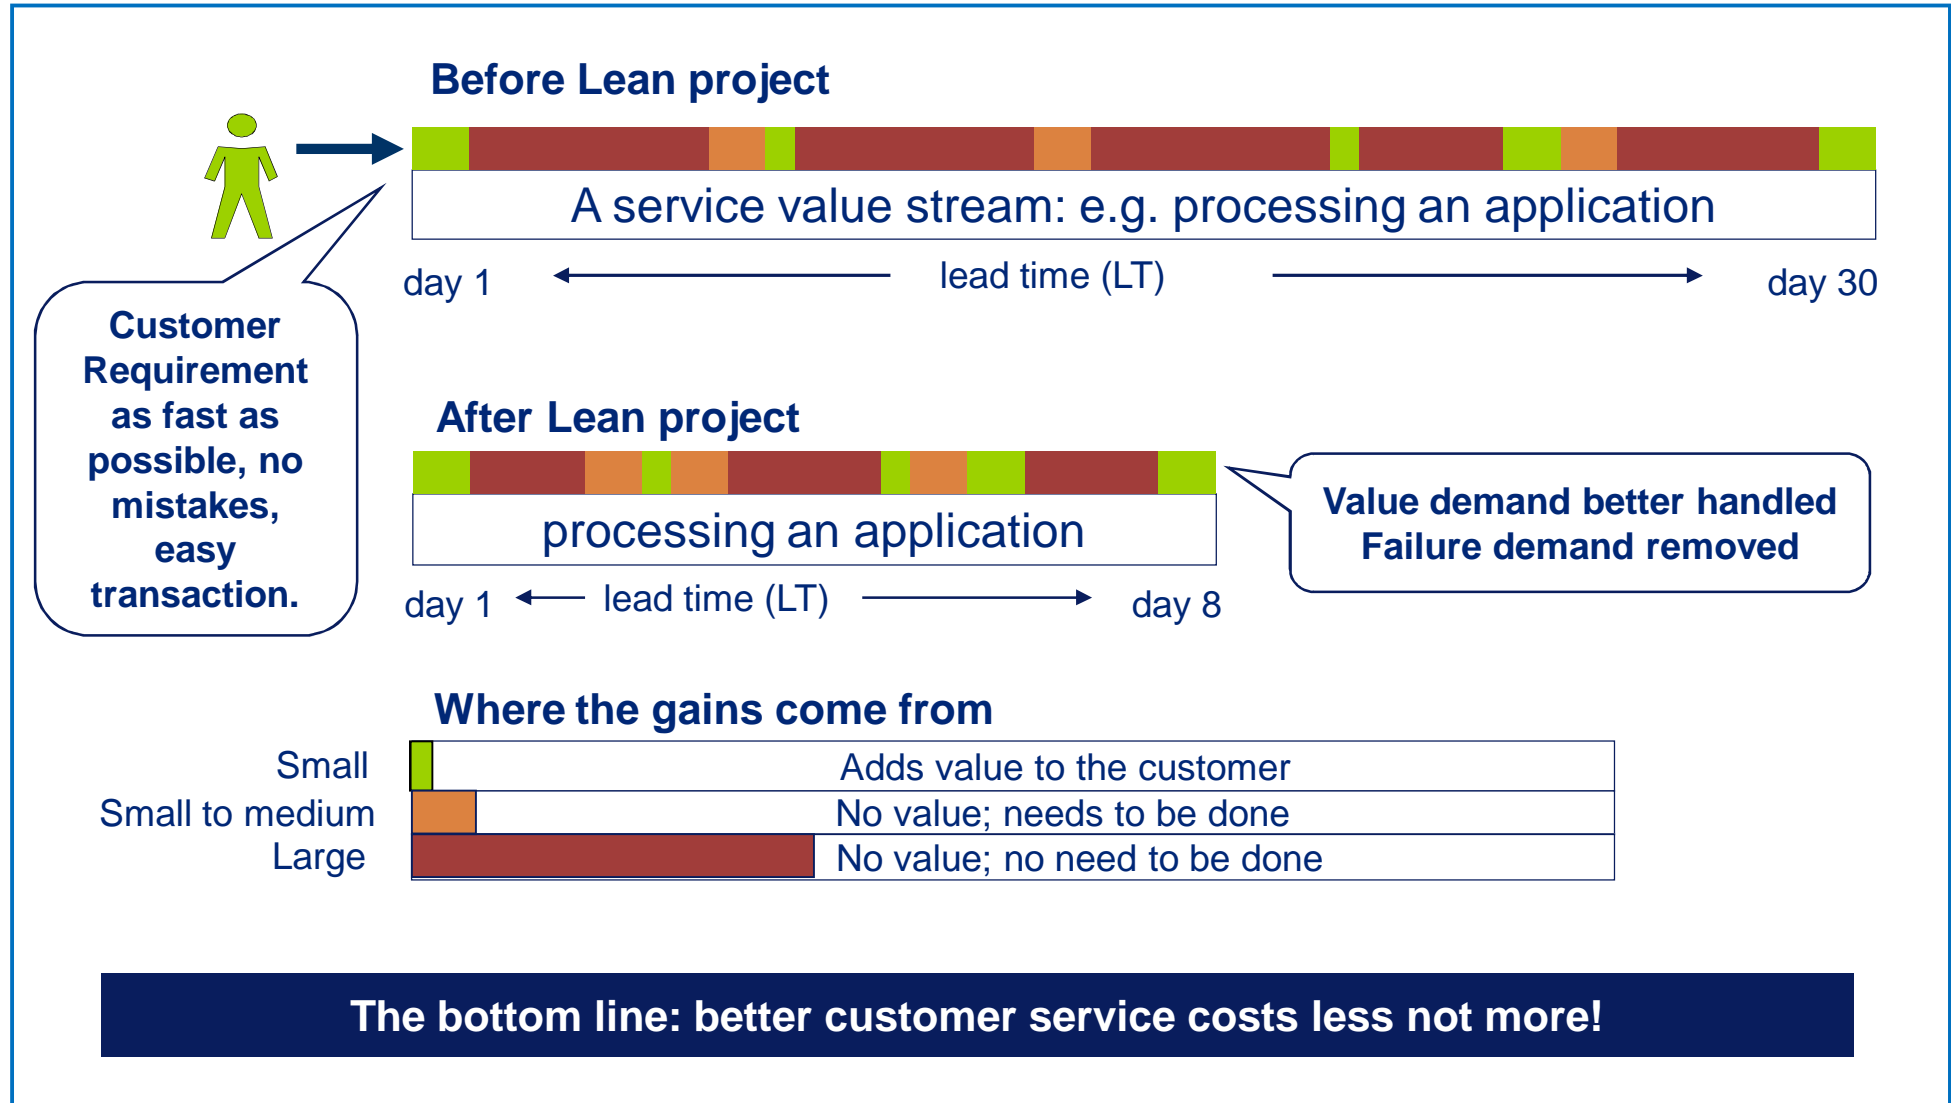 Before Lean project
A service value stream: e.g. processing an application
day 1
lead time (LT)
day 30
Customer
Requirement
as fast as
possible, no
mistakes,
easy
transaction.
After Lean project
processing an application
day 1
lead time (LT)
day 8
Value demand better handled
Failure demand removed
Where the gains come from
Small
Adds value to the customer
Small to medium
No value; needs to be done
Large
No value; no need to be done
The bottom line: better customer service costs less not more!